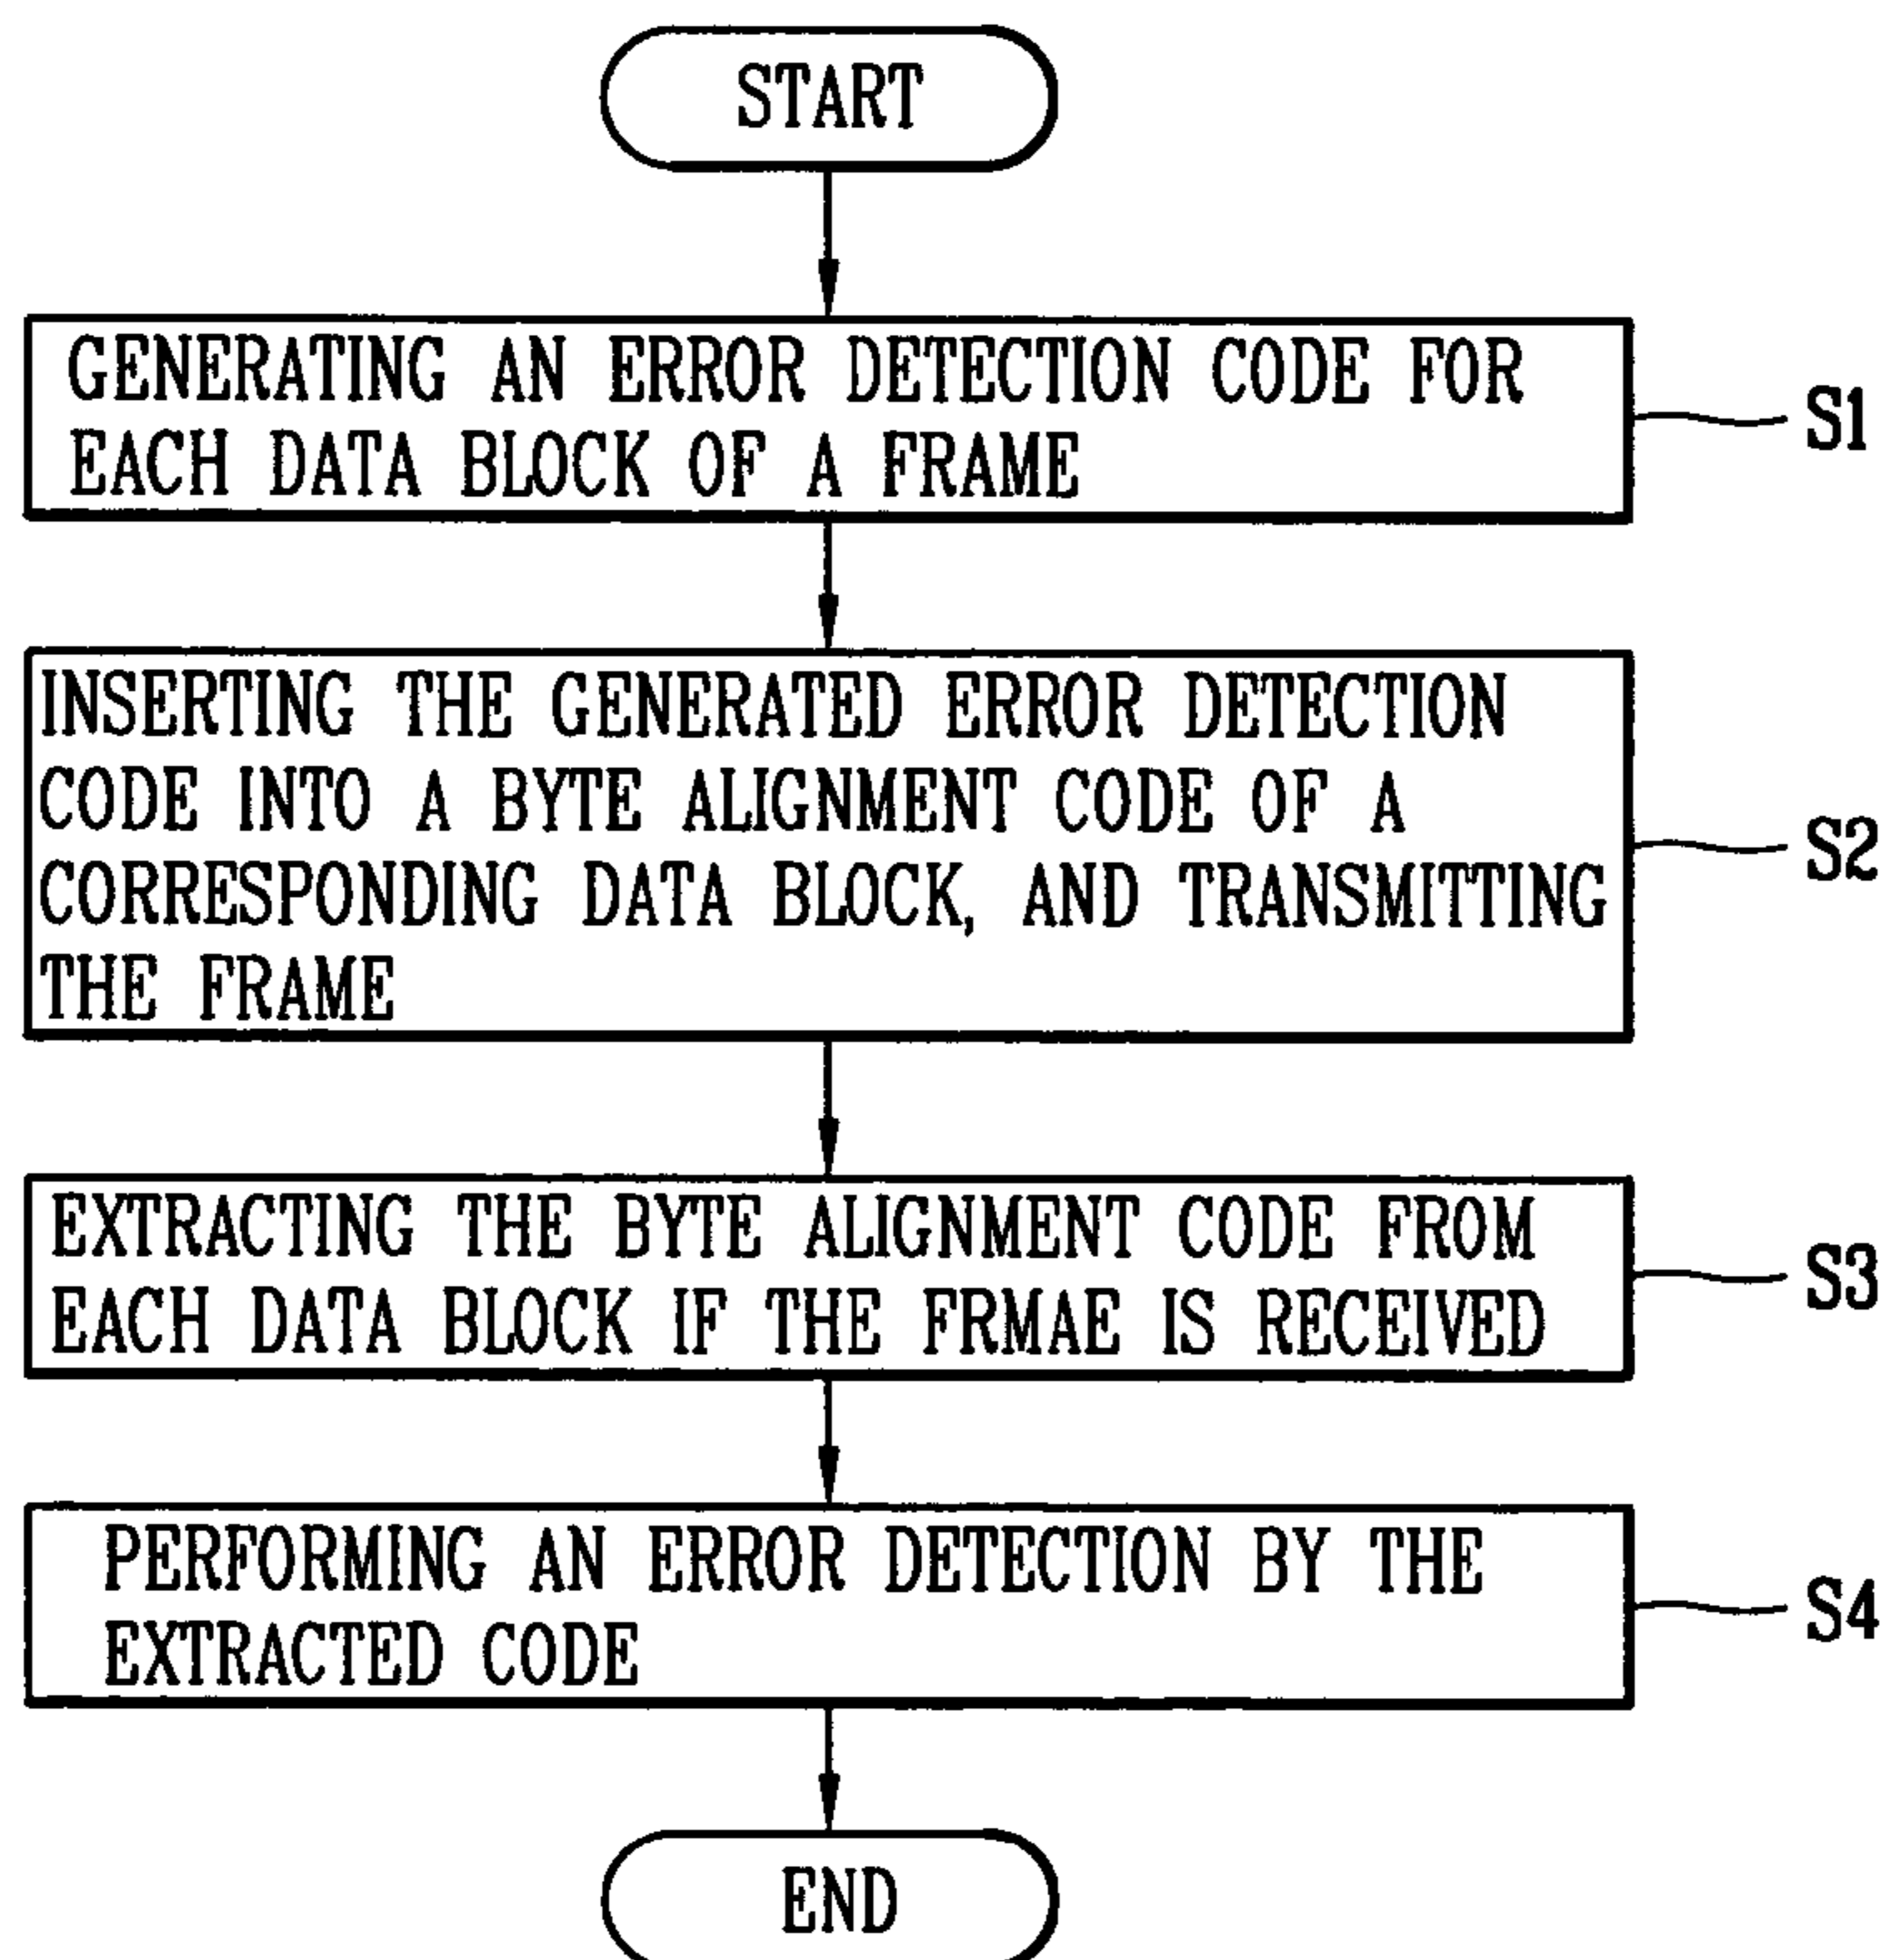 START
GENERATING AN ERROR DETECTION CODE FOR
EACH DATA BLOCK OF A FRAME
S1
INSERTING THE GENERATED ERROR DETECTION
CODE INTO A BYTE ALIGNMENT CODE OF A
CORRESPONDING DATA BLOCK, AND TRANSMITTING
THE FRAME
S2
EXTRACTING THE BYTE ALIGNMENT CODE FROM
EACH DATA BLOCK IF THE FRMAE IS RECEIVED
S3
PERFORMING AN ERROR DETECTION BY THE
EXTRACTED CODE
S4
END